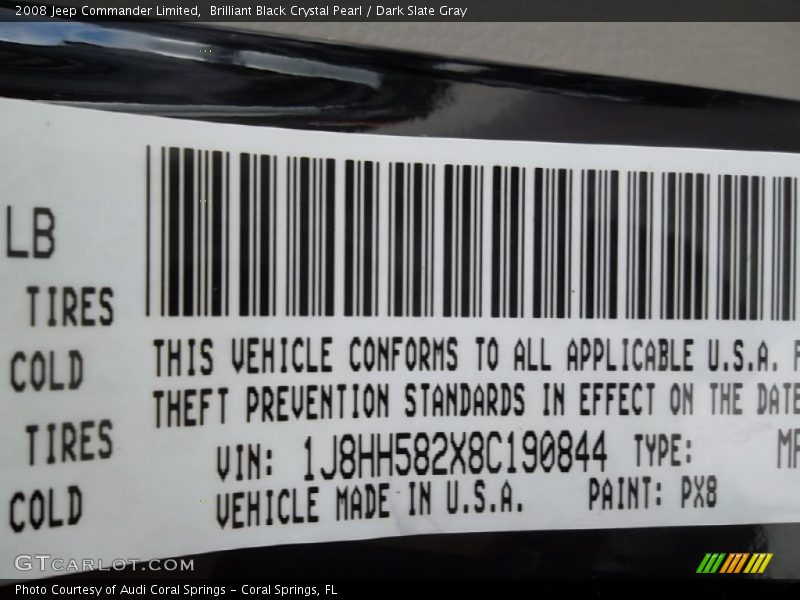 2008 Jeep Commander Limited, Brilliant Black Crystal Pearl / Dark Slate Gray
LB
TIRES
COLD
TIRES
COLD
THIS VEHICLE CONFORMS TO ALL APPLICABLE U.S.A.
THEFT PREVENTION STANDARDS IN EFFECT ON THE DATE
VIN: 1J8HH582X8C190844 TYPE:
VEHICLE MADE IN U.S.A. PAINT: PX8
GTCARLOT.COM
Photo Courtesy of Audi Coral Springs - Coral Springs, FL